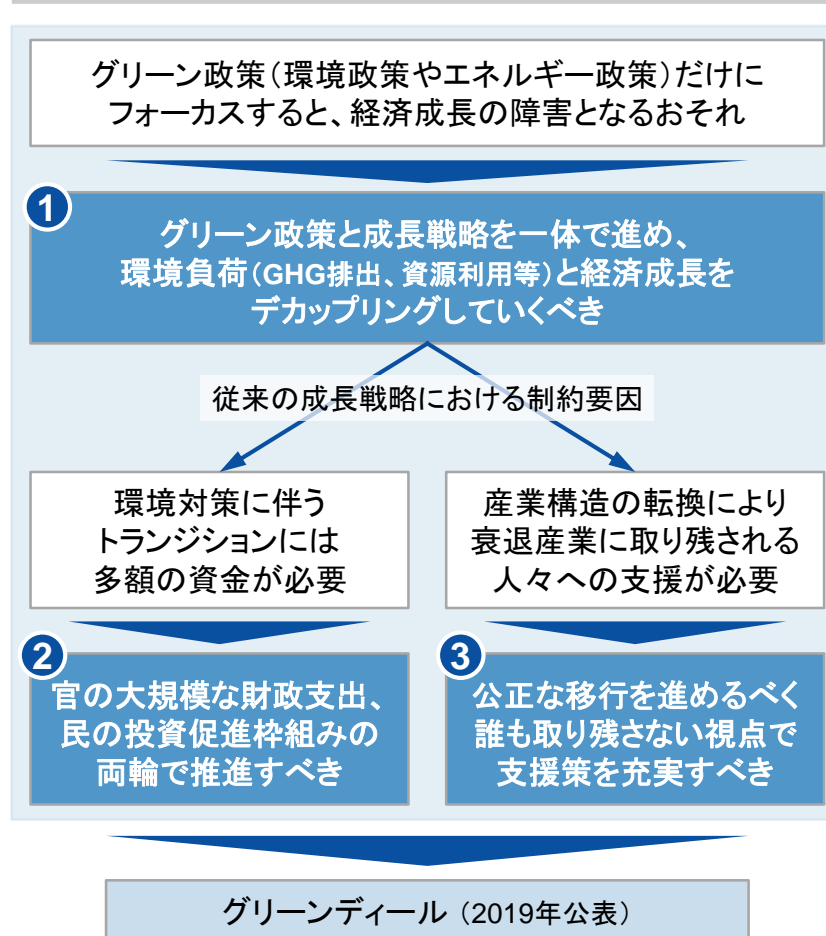 グリーン政策(環境政策やエネルギー政策)だけに
フォーカスすると、経済成長の障害となるおそれ
1
グリーン政策と成長戦略を一体で進め、
環境負荷(GHG排出、資源利用等)と経済成長を
デカップリングしていくべき
従来の成長戦略における制約要因
環境対策に伴う
トランジションには
多額の資金が必要
産業構造の転換により
衰退産業に取り残される
人々への支援が必要
2
官の大規模な財政支出、
民の投資促進枠組みの
両輪で推進すべき
3
公正な移行を進めるべく
誰も取り残さない視点で
支援策を充実すべき
グリーンディール(2019年公表)